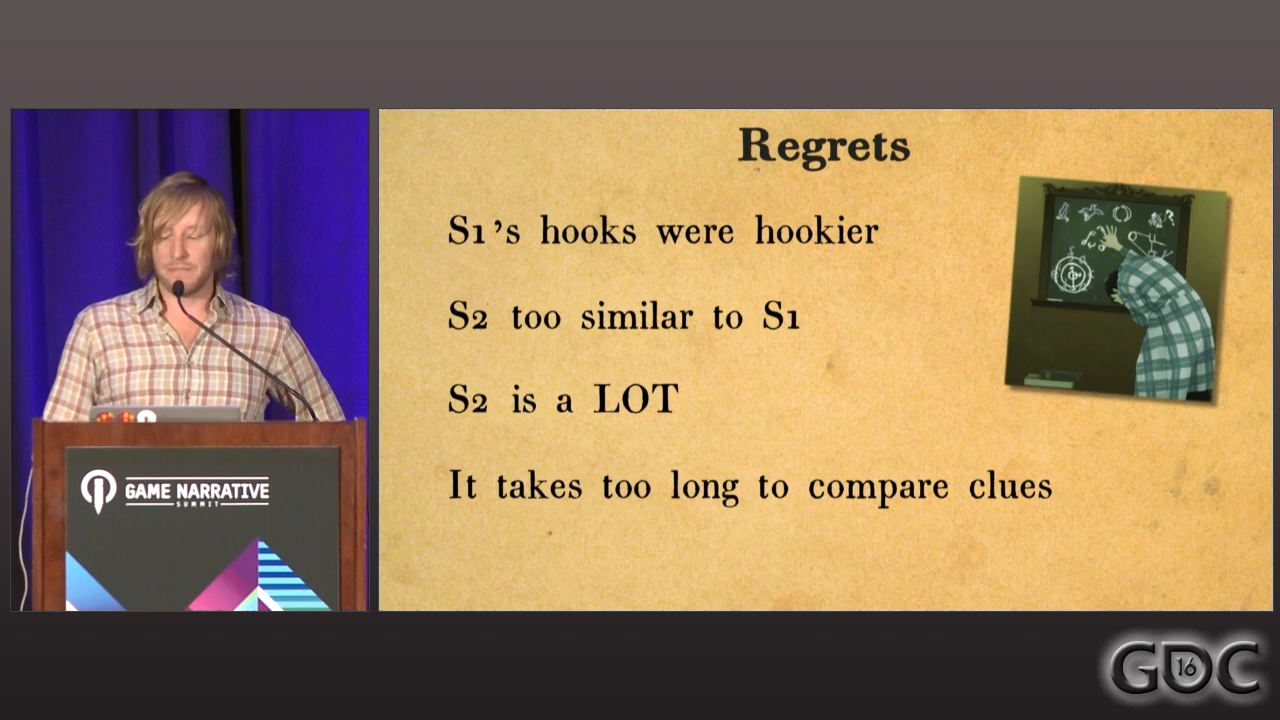 Regrets
S1's hooks were hookier
S2 too similar to S1
S2 is a LOT
It takes too long to compare clues
GAME NARRATIVE
SUMMIT
GDC
16